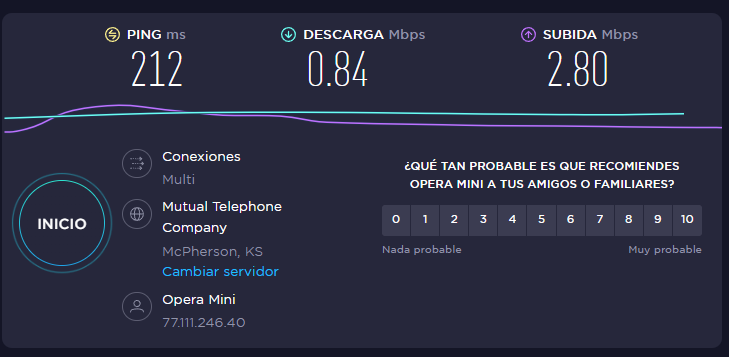 PING ms
DESCARGA Mbps
SUBIDA Mbps
212
0.84
2.80
Conexiones
Multi
Mutual Telephone
Company
McPherson, KS
Cambiar servidor
Opera Mini
77.111.246.40
INICIO
¿QUÉ TAN PROBABLE ES QUE RECOMIENDES
OPERA MINI A TUS AMIGOS O FAMILIARES?
0 1 2 3 4 5 6 7 8 9 10
Nada probable
Muy probable